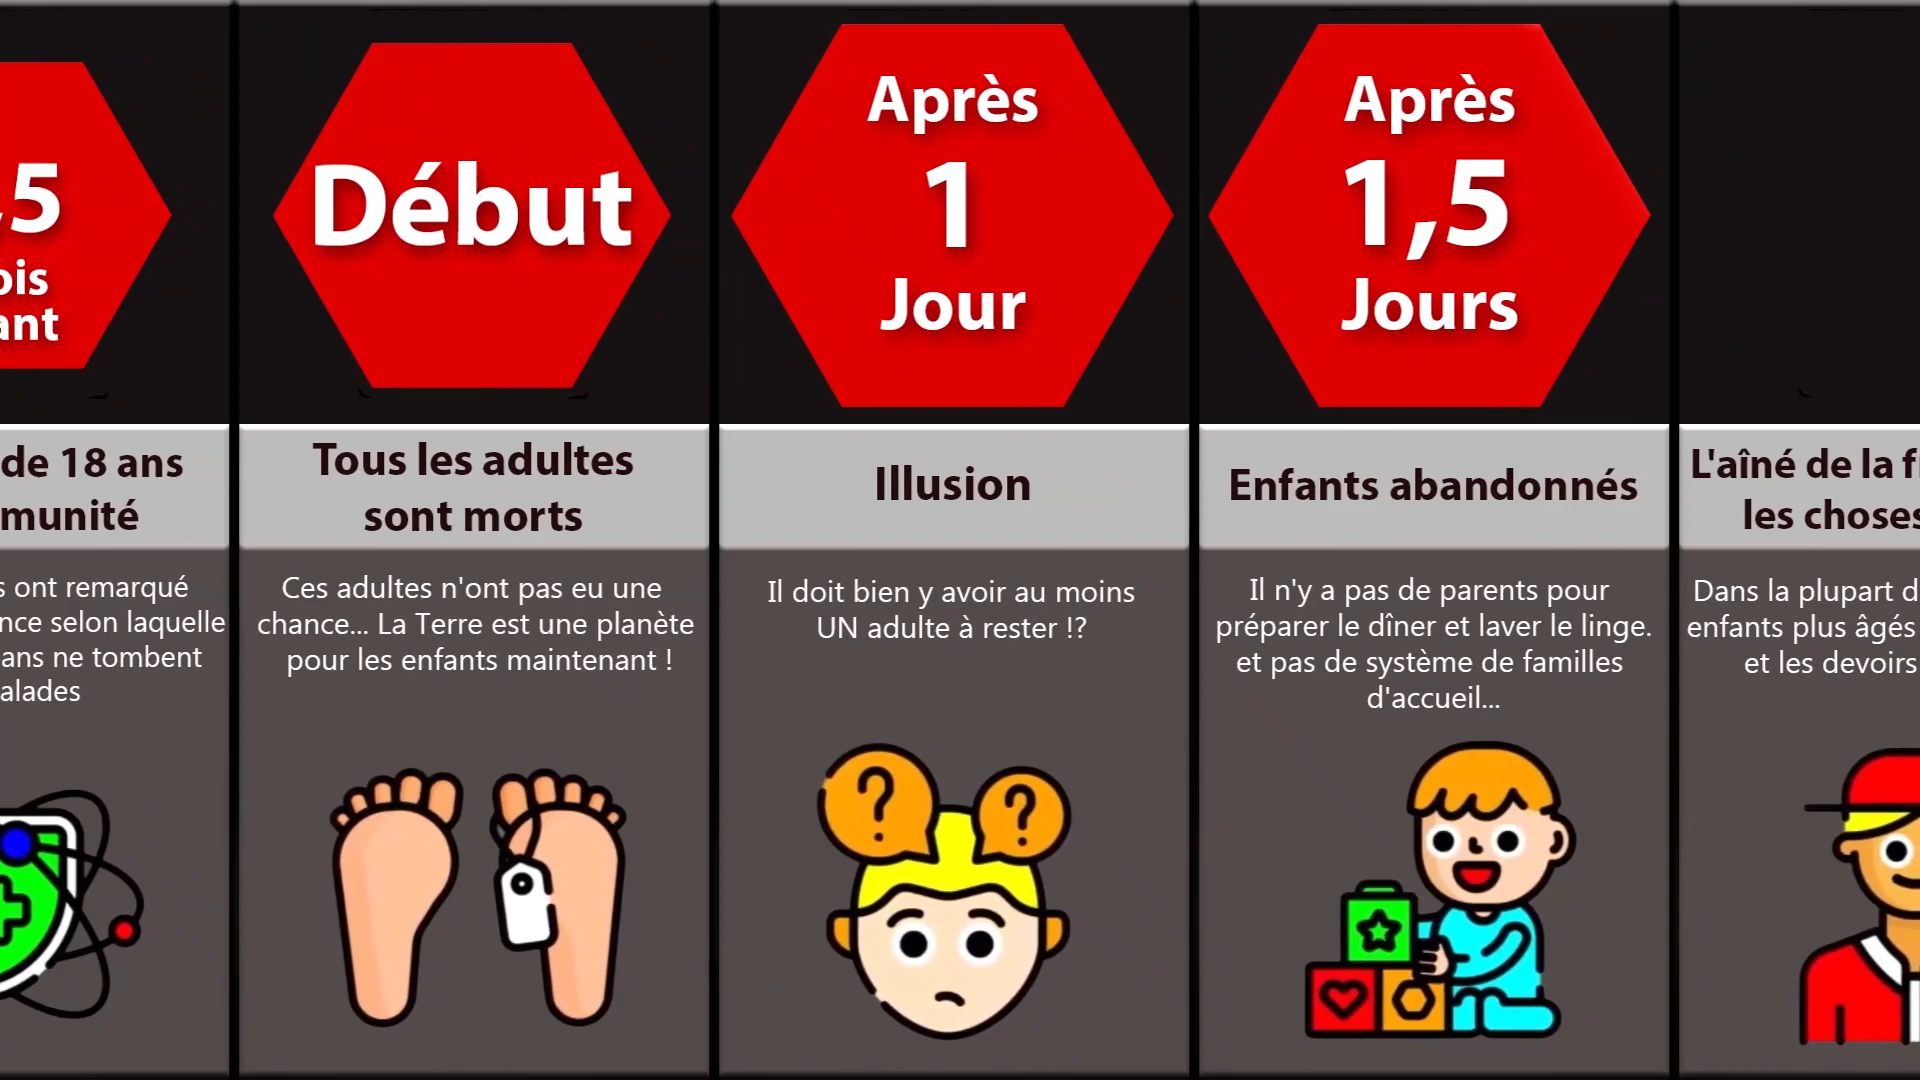 ,5
ois
ant
de 18 ans
munité
s ont remarqué
nce selon laquelle
ans ne tombent
alades
Début
Tous les adultes
sont morts
Ces adultes n'ont pas eu une
chance... La Terre est une planète
pour les enfants maintenant !
Après
1
Jour
Illusion
Il doit bien y avoir au moins
UN adulte à rester !?
Après
1,5
Jours
Enfants abandonnés
Il n'y a pas de parents pour
préparer le dîner et laver le linge.
et pas de système de familles
d'accueil...
L'aîné de la f
les choses
Dans la plupart d
enfants plus âgés
et les devoirs